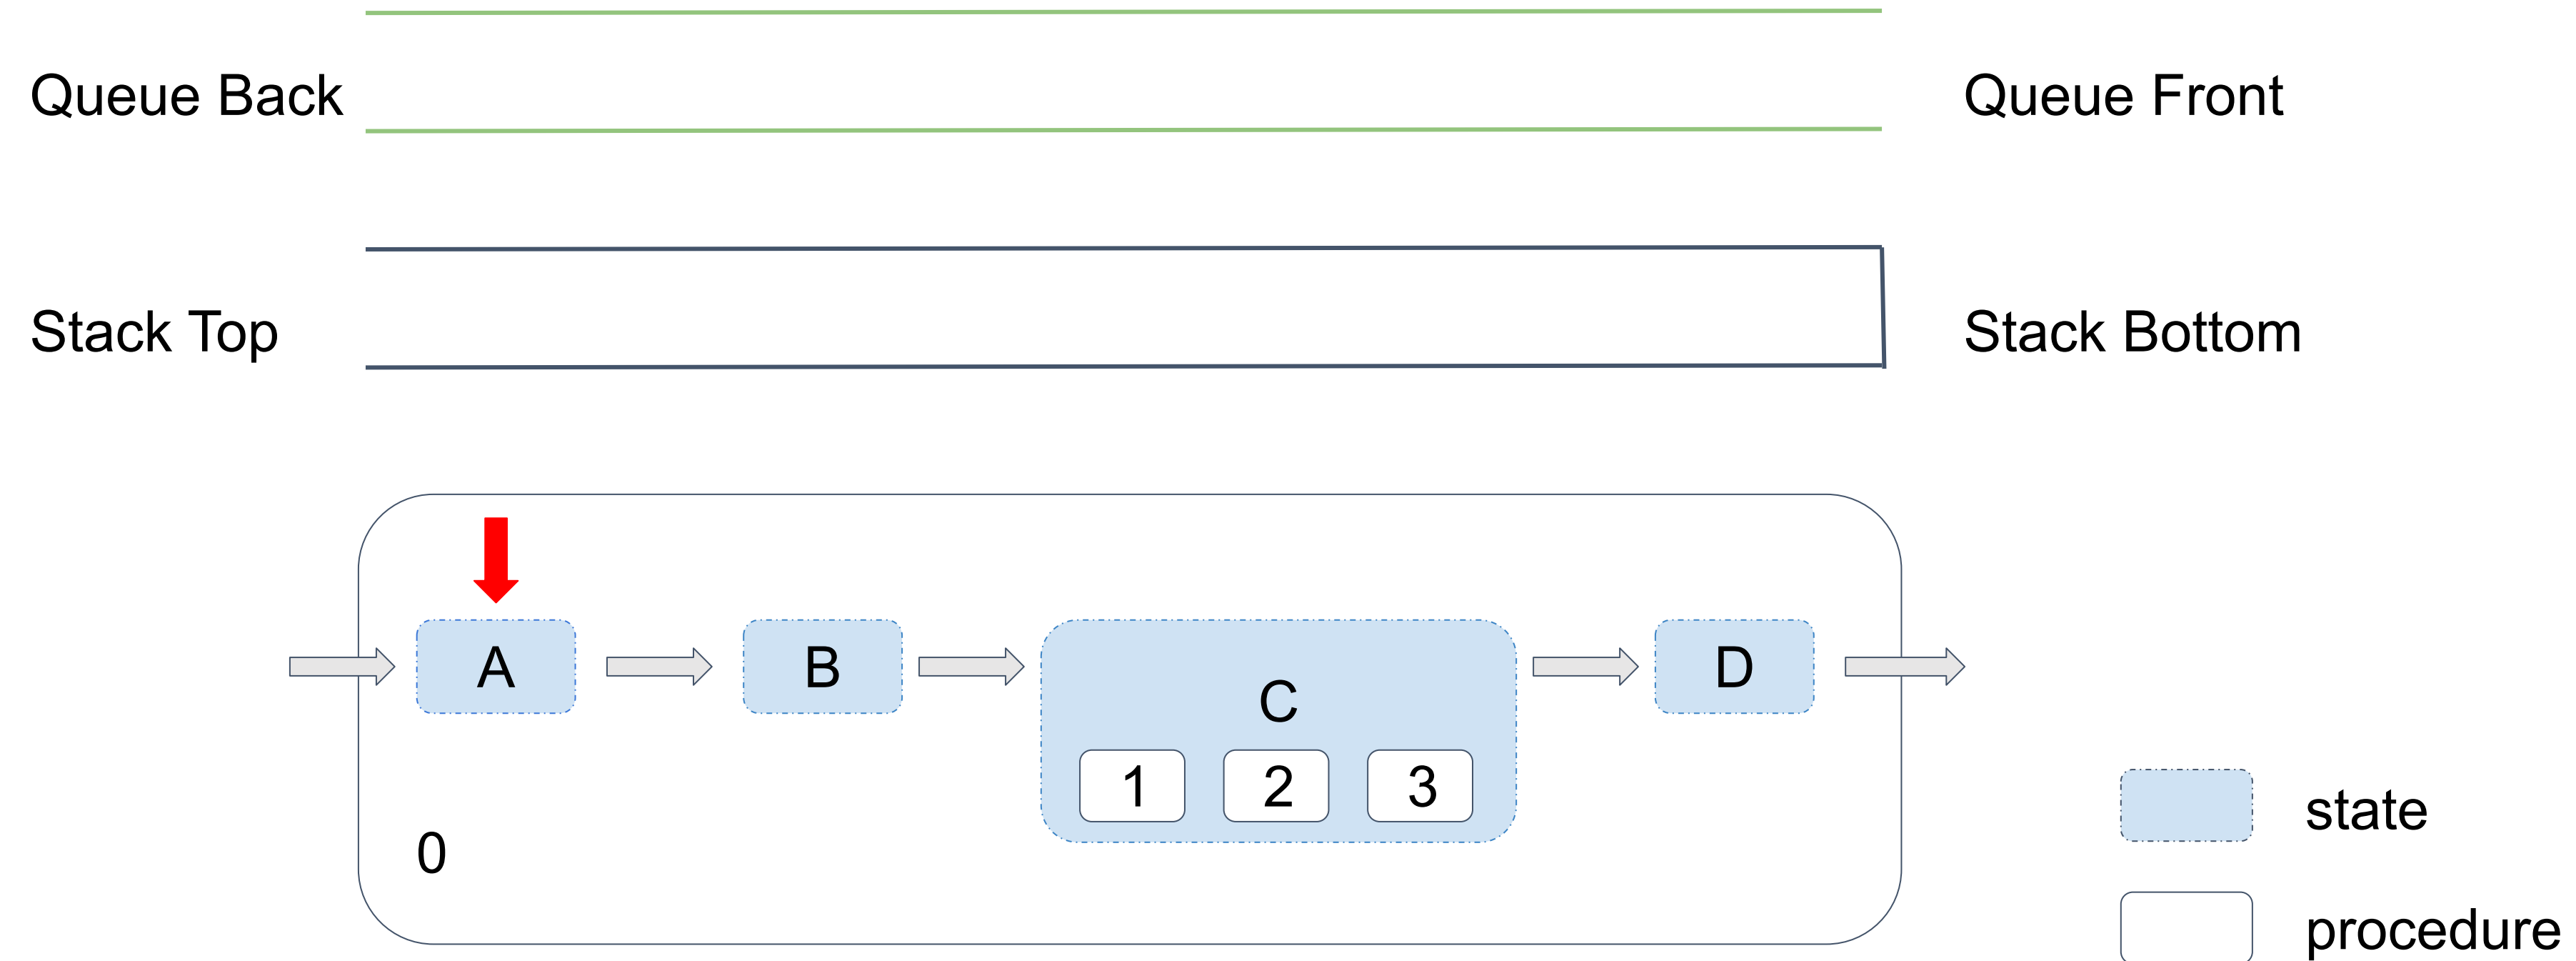 Queue Back
Queue Front
Stack Top
Stack Bottom
A
B
C
D
1
2
3
0
state
procedure